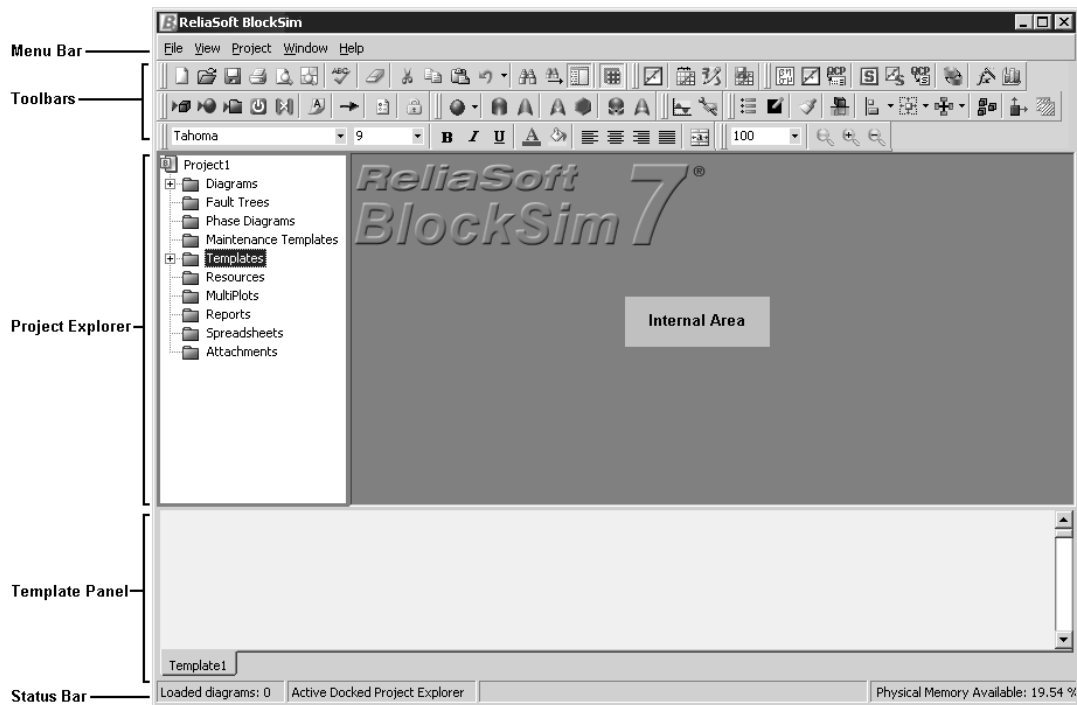 ReliaSoft BlockSim
Menu Bar
File View Project Window Help
Toolbars
Tahoma 9 B I U A 100
Project1
Diagrams
Fault Trees
Phase Diagrams
Maintenance Templates
Templates
Resources
MultiPlots
Reports
Spreadsheets
Attachments
ReliaSoft
BlockSim 7®
Internal Area
Project Explorer
Template Panel
Template1
Status Bar
Loaded diagrams: 0 Active Docked Project Explorer Physical Memory Available: 19.54 %